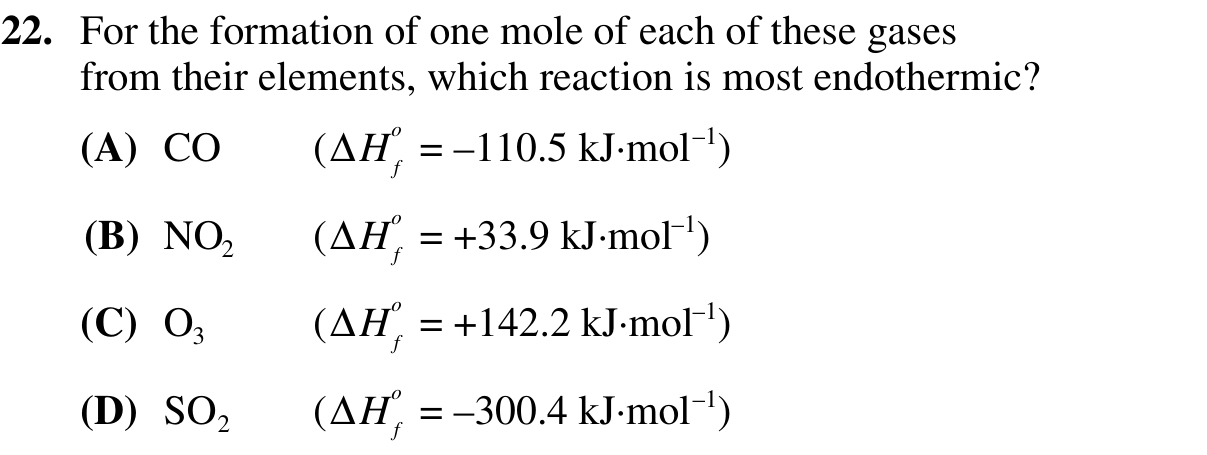 22. For the formation of one mole of each of these gases
from their elements, which reaction is most endothermic?
(A) CO (ΔH°f = –110.5 kJ·mol⁻¹)
(B) NO₂ (ΔH°f = +33.9 kJ·mol⁻¹)
(C) O₃ (ΔH°f = +142.2 kJ·mol⁻¹)
(D) SO₂ (ΔH°f = –300.4 kJ·mol⁻¹)